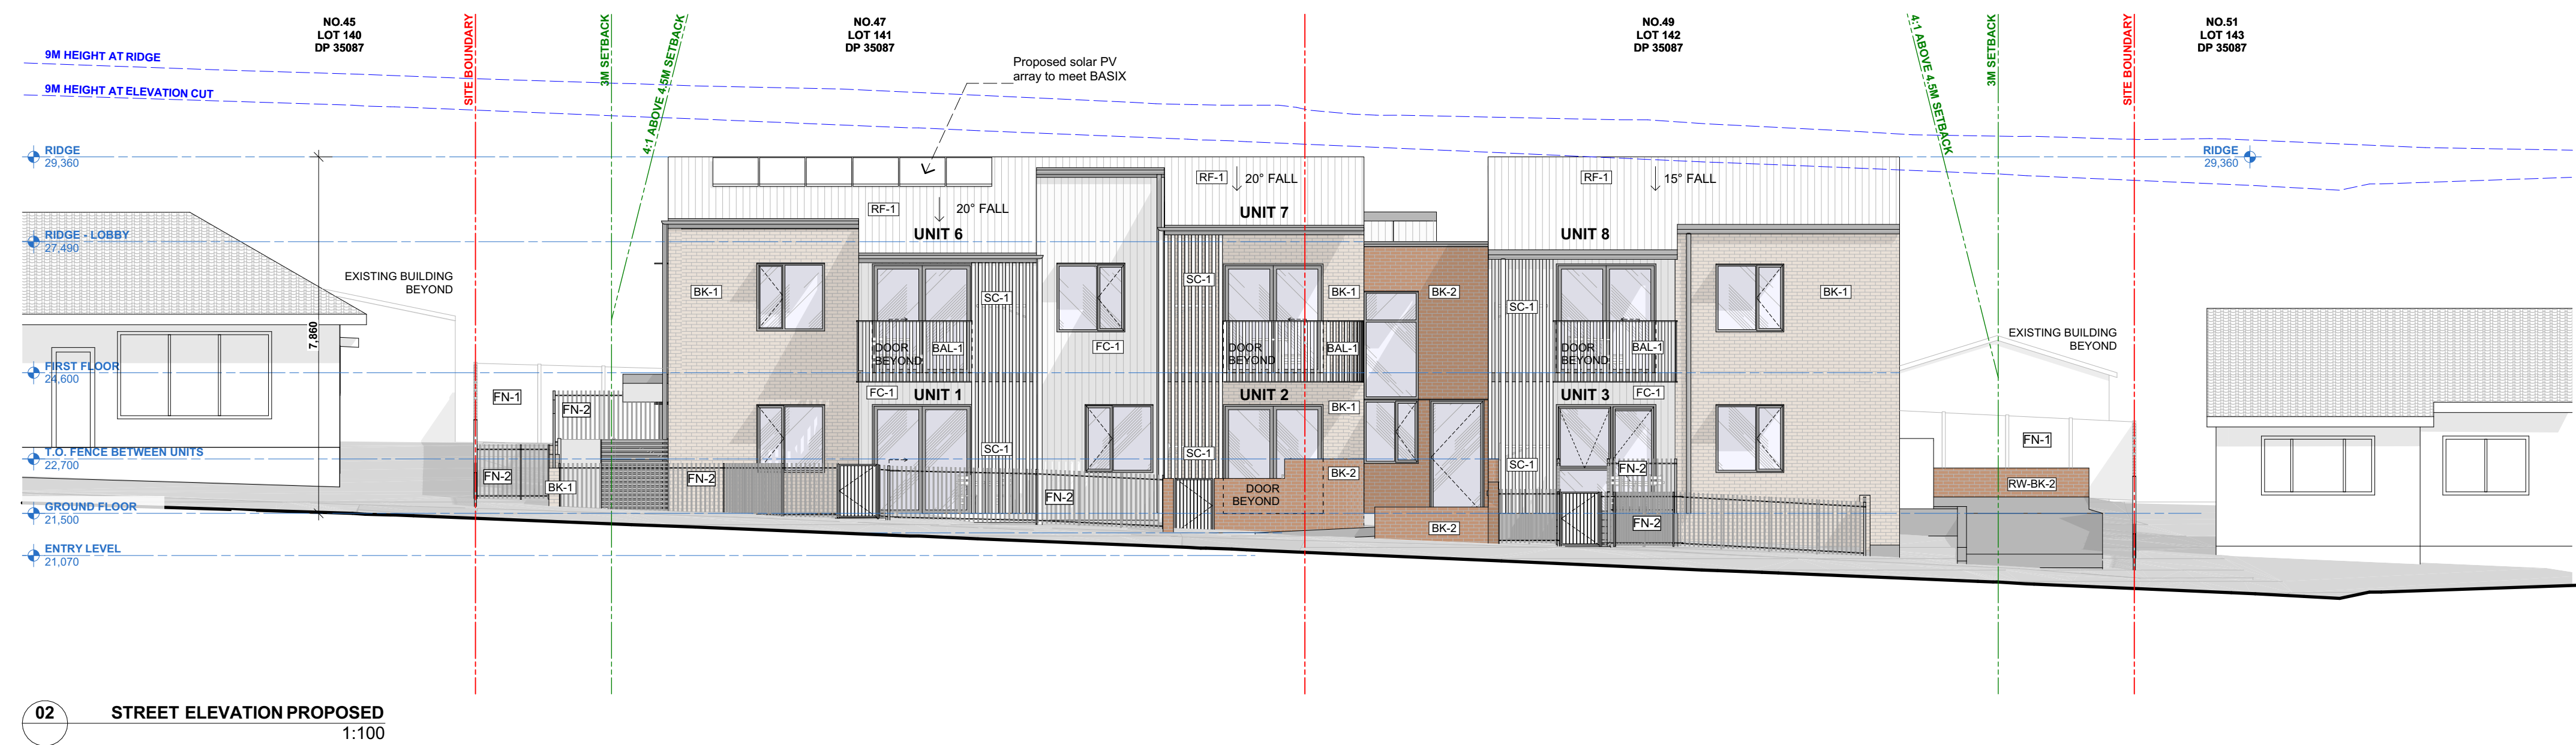 NO.45
LOT 140
DP 35087
NO.47
LOT 141
DP 35087
NO.49
LOT 142
DP 35087
NO.51
LOT 143
DP 35087
SITE BOUNDARY
3M SETBACK
4:1 ABOVE 4.5M SETBACK
4:1 ABOVE 4.5M SETBACK
3M SETBACK
SITE BOUNDARY
9M HEIGHT AT RIDGE
9M HEIGHT AT ELEVATION CUT
Proposed solar PV
array to meet BASIX
RIDGE
29,360
RIDGE
29,360
RF-1
20° FALL
RF-1
20° FALL
RF-1
15° FALL
UNIT 6
UNIT 7
UNIT 8
RIDGE - LOBBY
27,490
EXISTING BUILDING
BEYOND
7,860
BK-1
SC-1
SC-1
BK-1
BK-2
SC-1
BK-1
EXISTING BUILDING
BEYOND
DOOR
BEYOND
BAL-1
FC-1
DOOR
BEYOND
BAL-1
DOOR
BEYOND
BAL-1
FIRST FLOOR
24,600
FN-1
FN-2
FC-1
UNIT 1
UNIT 2
BK-1
UNIT 3
FC-1
FN-1
T.O. FENCE BETWEEN UNITS
22,700
SC-1
SC-1
SC-1
FN-2
BK-1
FN-2
FN-2
BK-2
FN-2
RW-BK-2
DOOR
BEYOND
GROUND FLOOR
21,500
BK-2
FN-2
ENTRY LEVEL
21,070
02
STREET ELEVATION PROPOSED
1:100